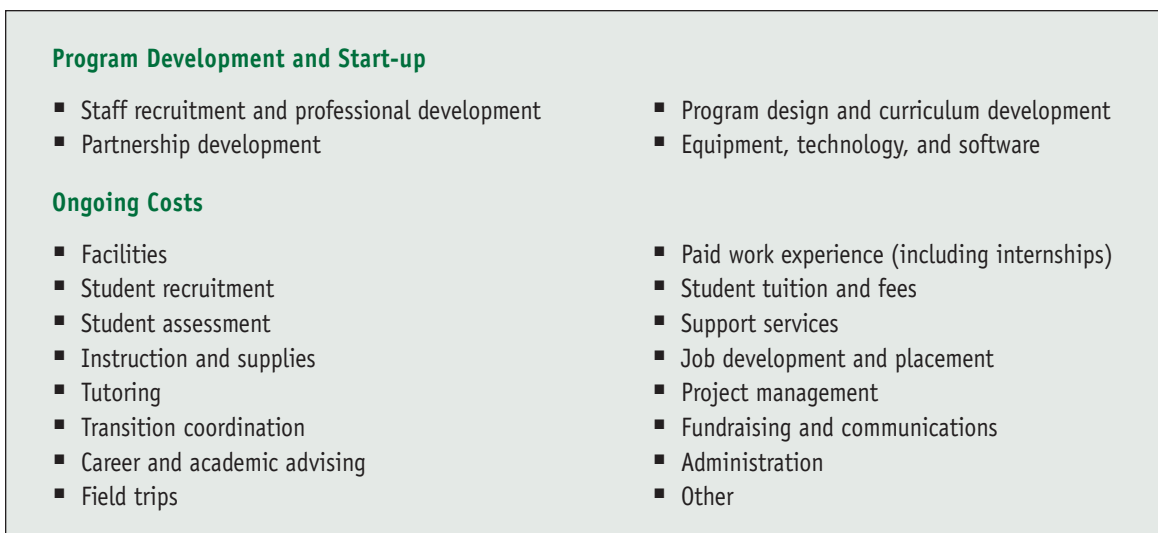 Program Development and Start-up
▪ Staff recruitment and professional development
▪ Partnership development
▪ Program design and curriculum development
▪ Equipment, technology, and software
Ongoing Costs
▪ Facilities
▪ Student recruitment
▪ Student assessment
▪ Instruction and supplies
▪ Tutoring
▪ Transition coordination
▪ Career and academic advising
▪ Field trips
▪ Paid work experience (including internships)
▪ Student tuition and fees
▪ Support services
▪ Job development and placement
▪ Project management
▪ Fundraising and communications
▪ Administration
▪ Other